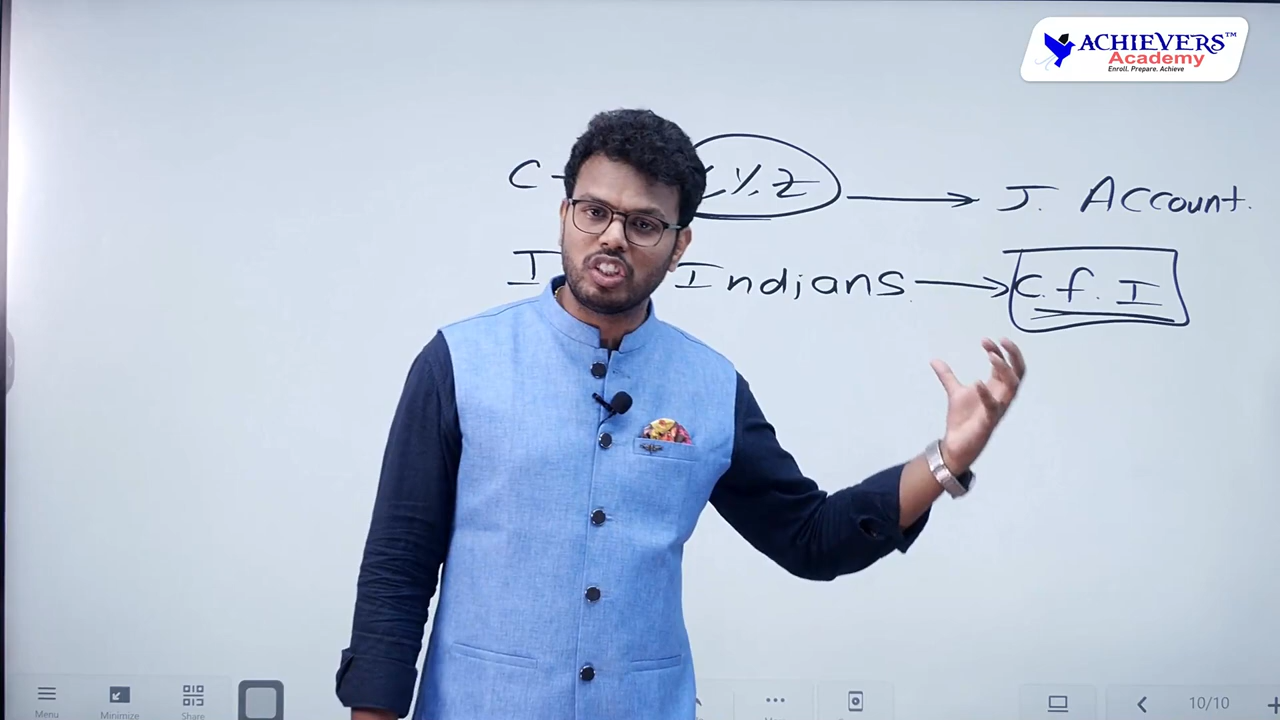 ACHIEVERS™
Academy
Enroll. Prepare. Achieve
C - Y, Z → J. Account.
I Indians → C. f. I
Menu
Minimize
Share
10/10